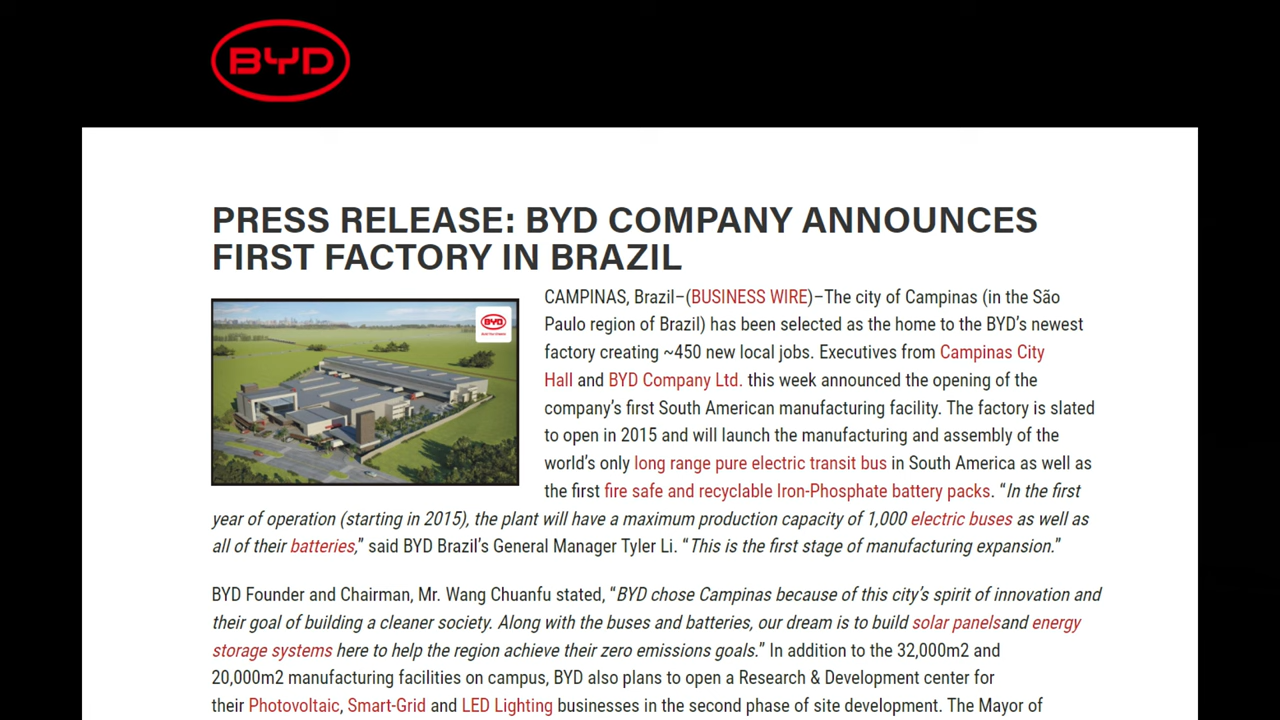 BYD
PRESS RELEASE: BYD COMPANY ANNOUNCES
FIRST FACTORY IN BRAZIL
BYD
CAMPINAS, Brazil–(BUSINESS WIRE)–The city of Campinas (in the São
Paulo region of Brazil) has been selected as the home to the BYD’s newest
factory creating ~450 new local jobs. Executives from Campinas City
Hall and BYD Company Ltd. this week announced the opening of the
company’s first South American manufacturing facility. The factory is slated
to open in 2015 and will launch the manufacturing and assembly of the
world’s only long range pure electric transit bus in South America as well as
the first fire safe and recyclable Iron-Phosphate battery packs. “In the first
year of operation (starting in 2015), the plant will have a maximum production capacity of 1,000 electric buses as well as
all of their batteries,” said BYD Brazil’s General Manager Tyler Li. “This is the first stage of manufacturing expansion.”
BYD Founder and Chairman, Mr. Wang Chuanfu stated, “BYD chose Campinas because of this city’s spirit of innovation and
their goal of building a cleaner society. Along with the buses and batteries, our dream is to build solar panelsand energy
storage systems here to help the region achieve their zero emissions goals.” In addition to the 32,000m2 and
20,000m2 manufacturing facilities on campus, BYD also plans to open a Research & Development center for
their Photovoltaic, Smart-Grid and LED Lighting businesses in the second phase of site development. The Mayor of